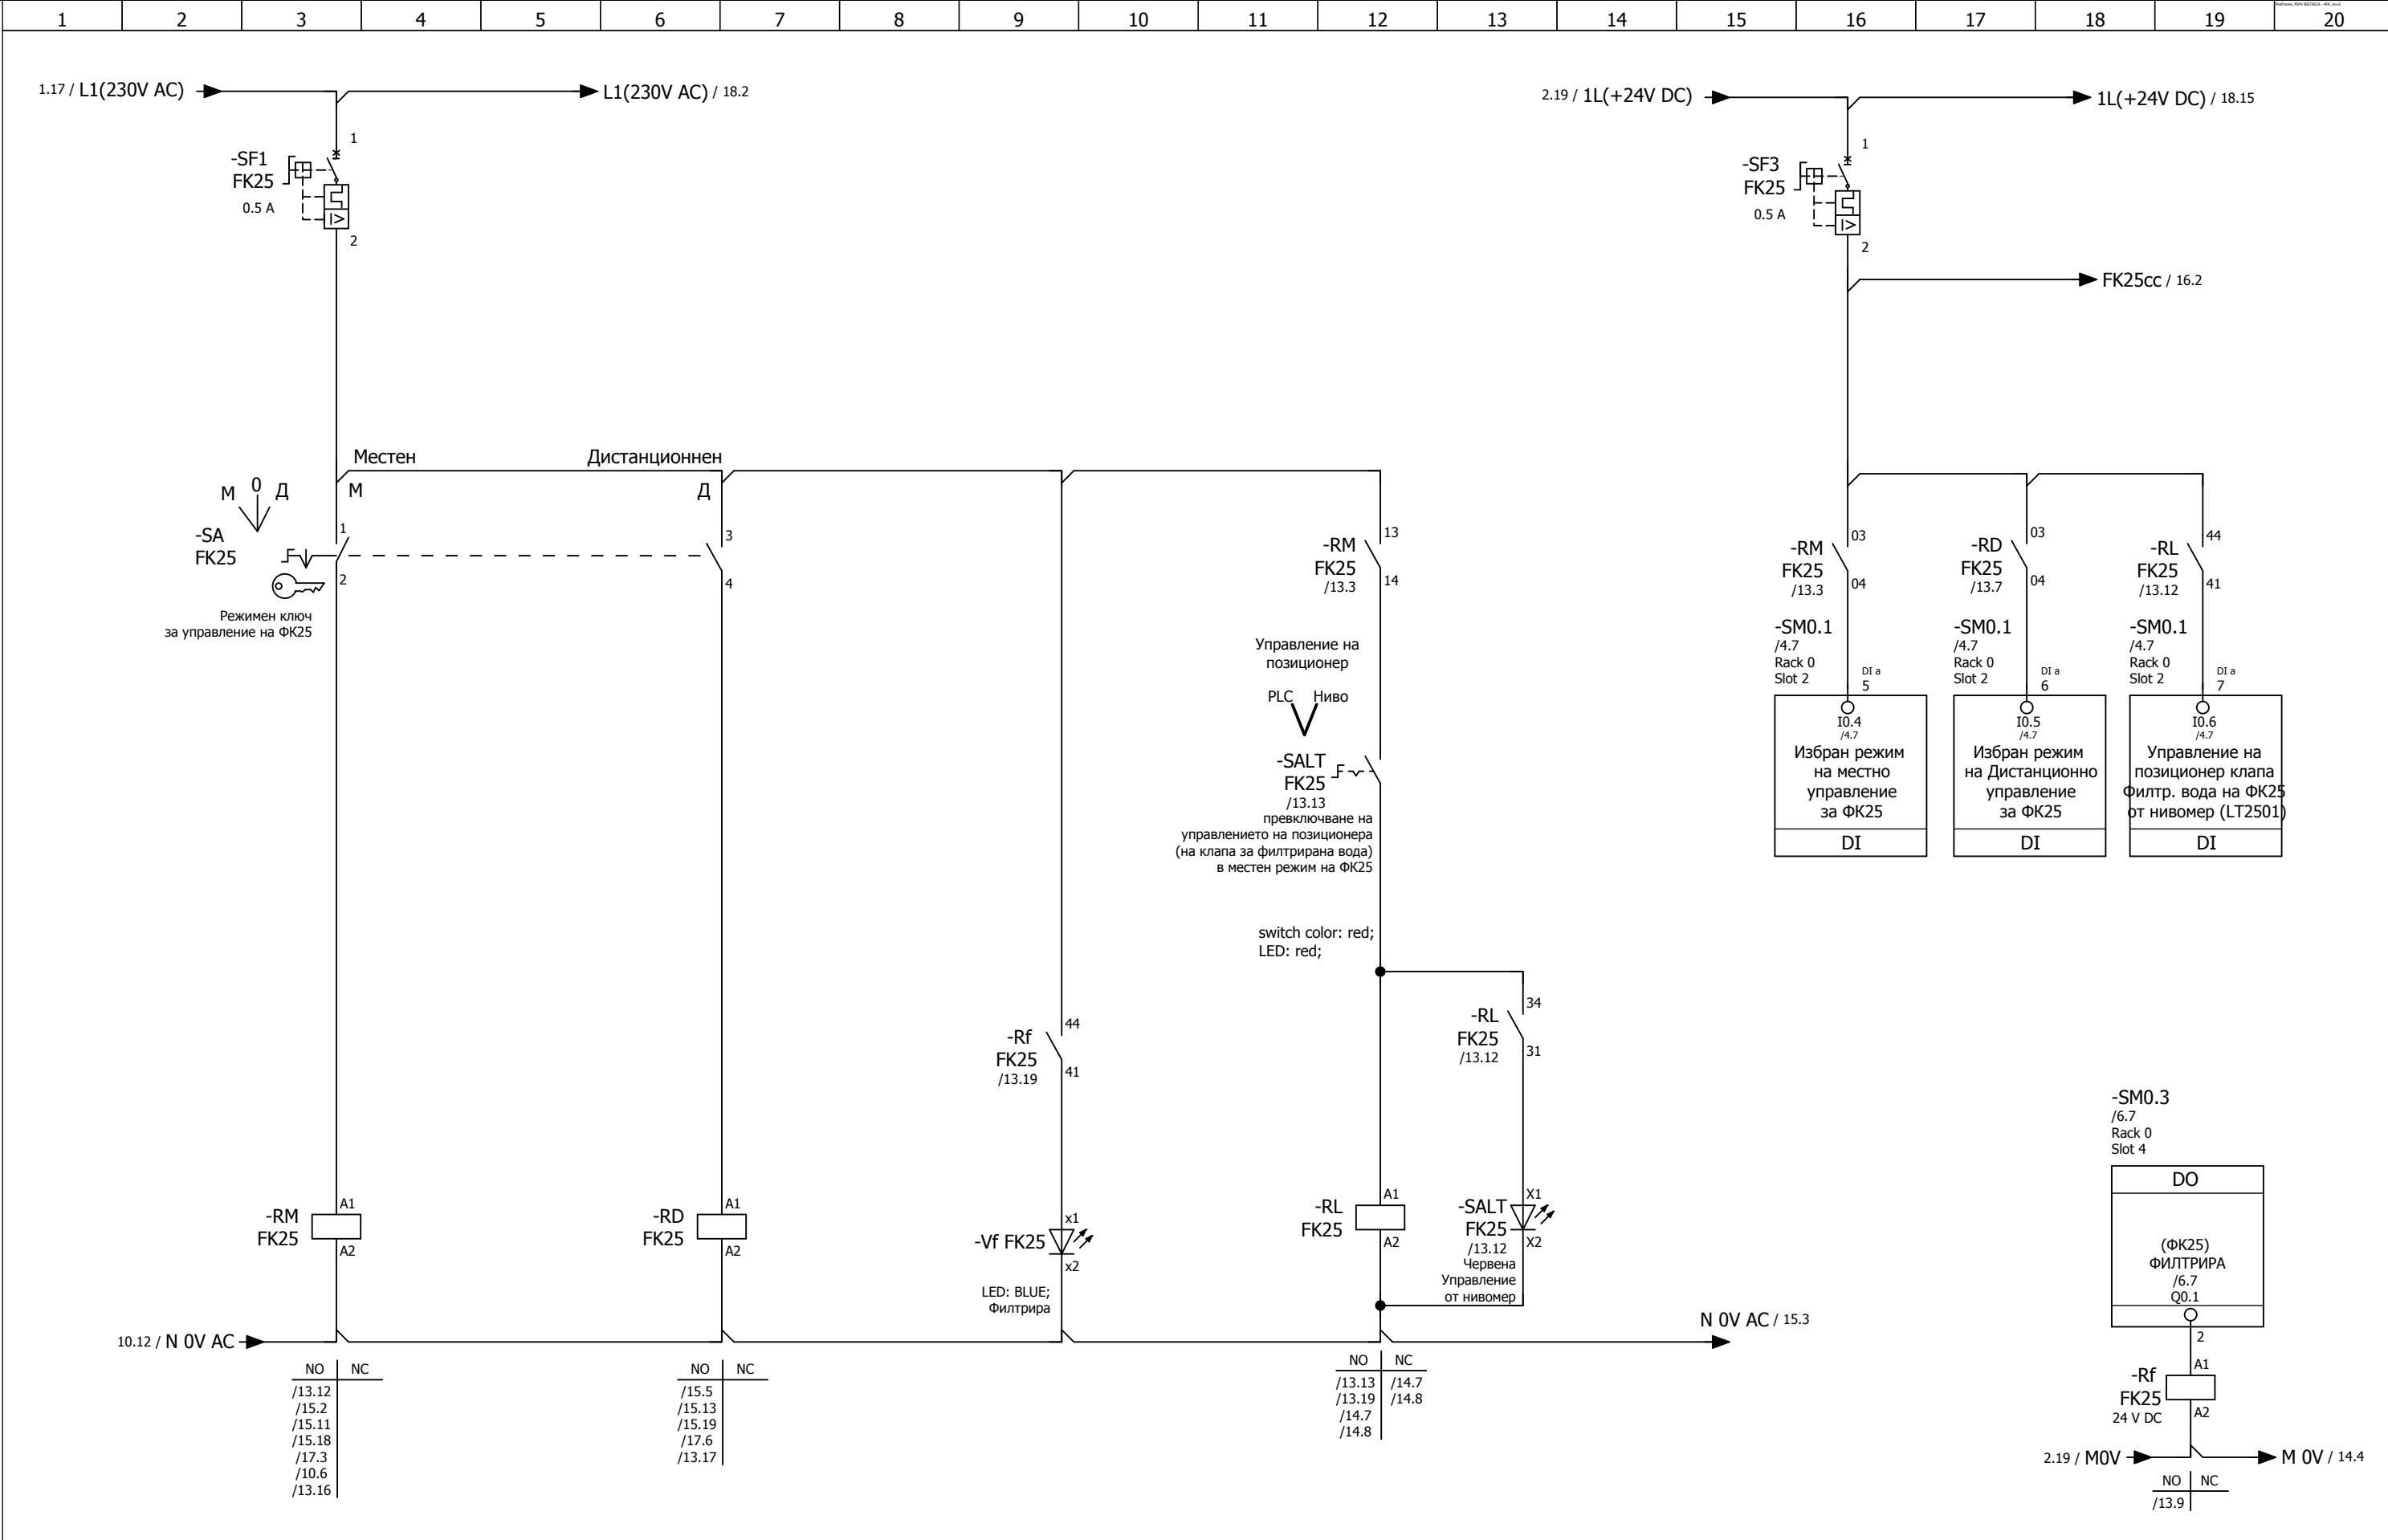 1 2 3 4 5 6 7 8 9 10 11 12 13 14 15 16 17 18 19 20
1.17 / L1(230V AC)
L1(230V AC) / 18.2
2.19 / 1L(+24V DC)
1L(+24V DC) / 18.15
1
-SF1
FK25
0.5 A
2
1
-SF3
FK25
0.5 A
2
FK25cc / 16.2
Местен
Дистанционнен
М 0 Д
М
Д
-SA
FK25
1
2
3
4
Режимен ключ
за управление на ФК25
-RM
FK25
/13.3
13
14
Управление на
позиционер
PLC Ниво
-SALT
FK25
/13.13
превключване на
управлението на позиционера
(на клапа за филтрирана вода)
в местен режим на ФК25
switch color: red;
LED: red;
-RM
FK25
/13.3
03
04
-SM0.1
/4.7
Rack 0
Slot 2
DI a
5
I0.4
/4.7
Избран режим
на местно
управление
за ФК25
DI
-RD
FK25
/13.7
03
04
-SM0.1
/4.7
Rack 0
Slot 2
DI a
6
I0.5
/4.7
Избран режим
на Дистанционно
управление
за ФК25
DI
-RL
FK25
/13.12
44
41
-SM0.1
/4.7
Rack 0
Slot 2
DI a
7
I0.6
/4.7
Управление на
позиционер клапа
Филтр. вода на ФК25
от нивомер (LT2501)
DI
-Rf
FK25
/13.19
44
41
-RL
FK25
/13.12
34
31
-RM
FK25
A1
A2
-RD
FK25
A1
A2
-Vf FK25
x1
x2
LED: BLUE;
Филтрира
-RL
FK25
A1
A2
-SALT
FK25
/13.12
X1
X2
Червена
Управление
от нивомер
-SM0.3
/6.7
Rack 0
Slot 4
DO
(ФК25)
ФИЛТРИРА
/6.7
Q0.1
2
-Rf
FK25
24 V DC
A1
A2
10.12 / N 0V AC
N 0V AC / 15.3
2.19 / M0V
M 0V / 14.4
NO NC
/13.12
/15.2
/15.11
/15.18
/17.3
/10.6
/13.16
NO NC
/15.5
/15.13
/15.19
/17.6
/13.17
NO NC
/13.13 /14.7
/13.19 /14.8
/14.7
/14.8
NO NC
/13.9